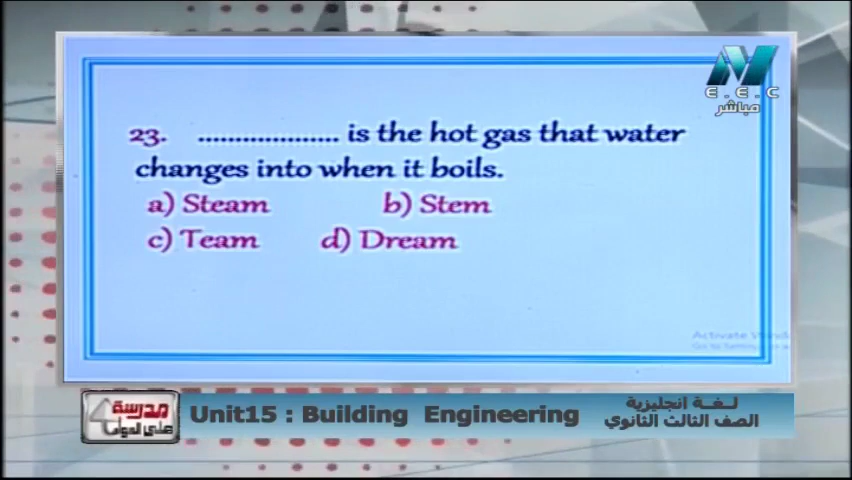 E.E.C
مباشر
23. .................... is the hot gas that water
changes into when it boils.
a) Steam b) Stem
c) Team d) Dream
مدرسة
على الهواء
Unit15 : Building Engineering
لغة انجليزية
الصف الثالث الثانوي